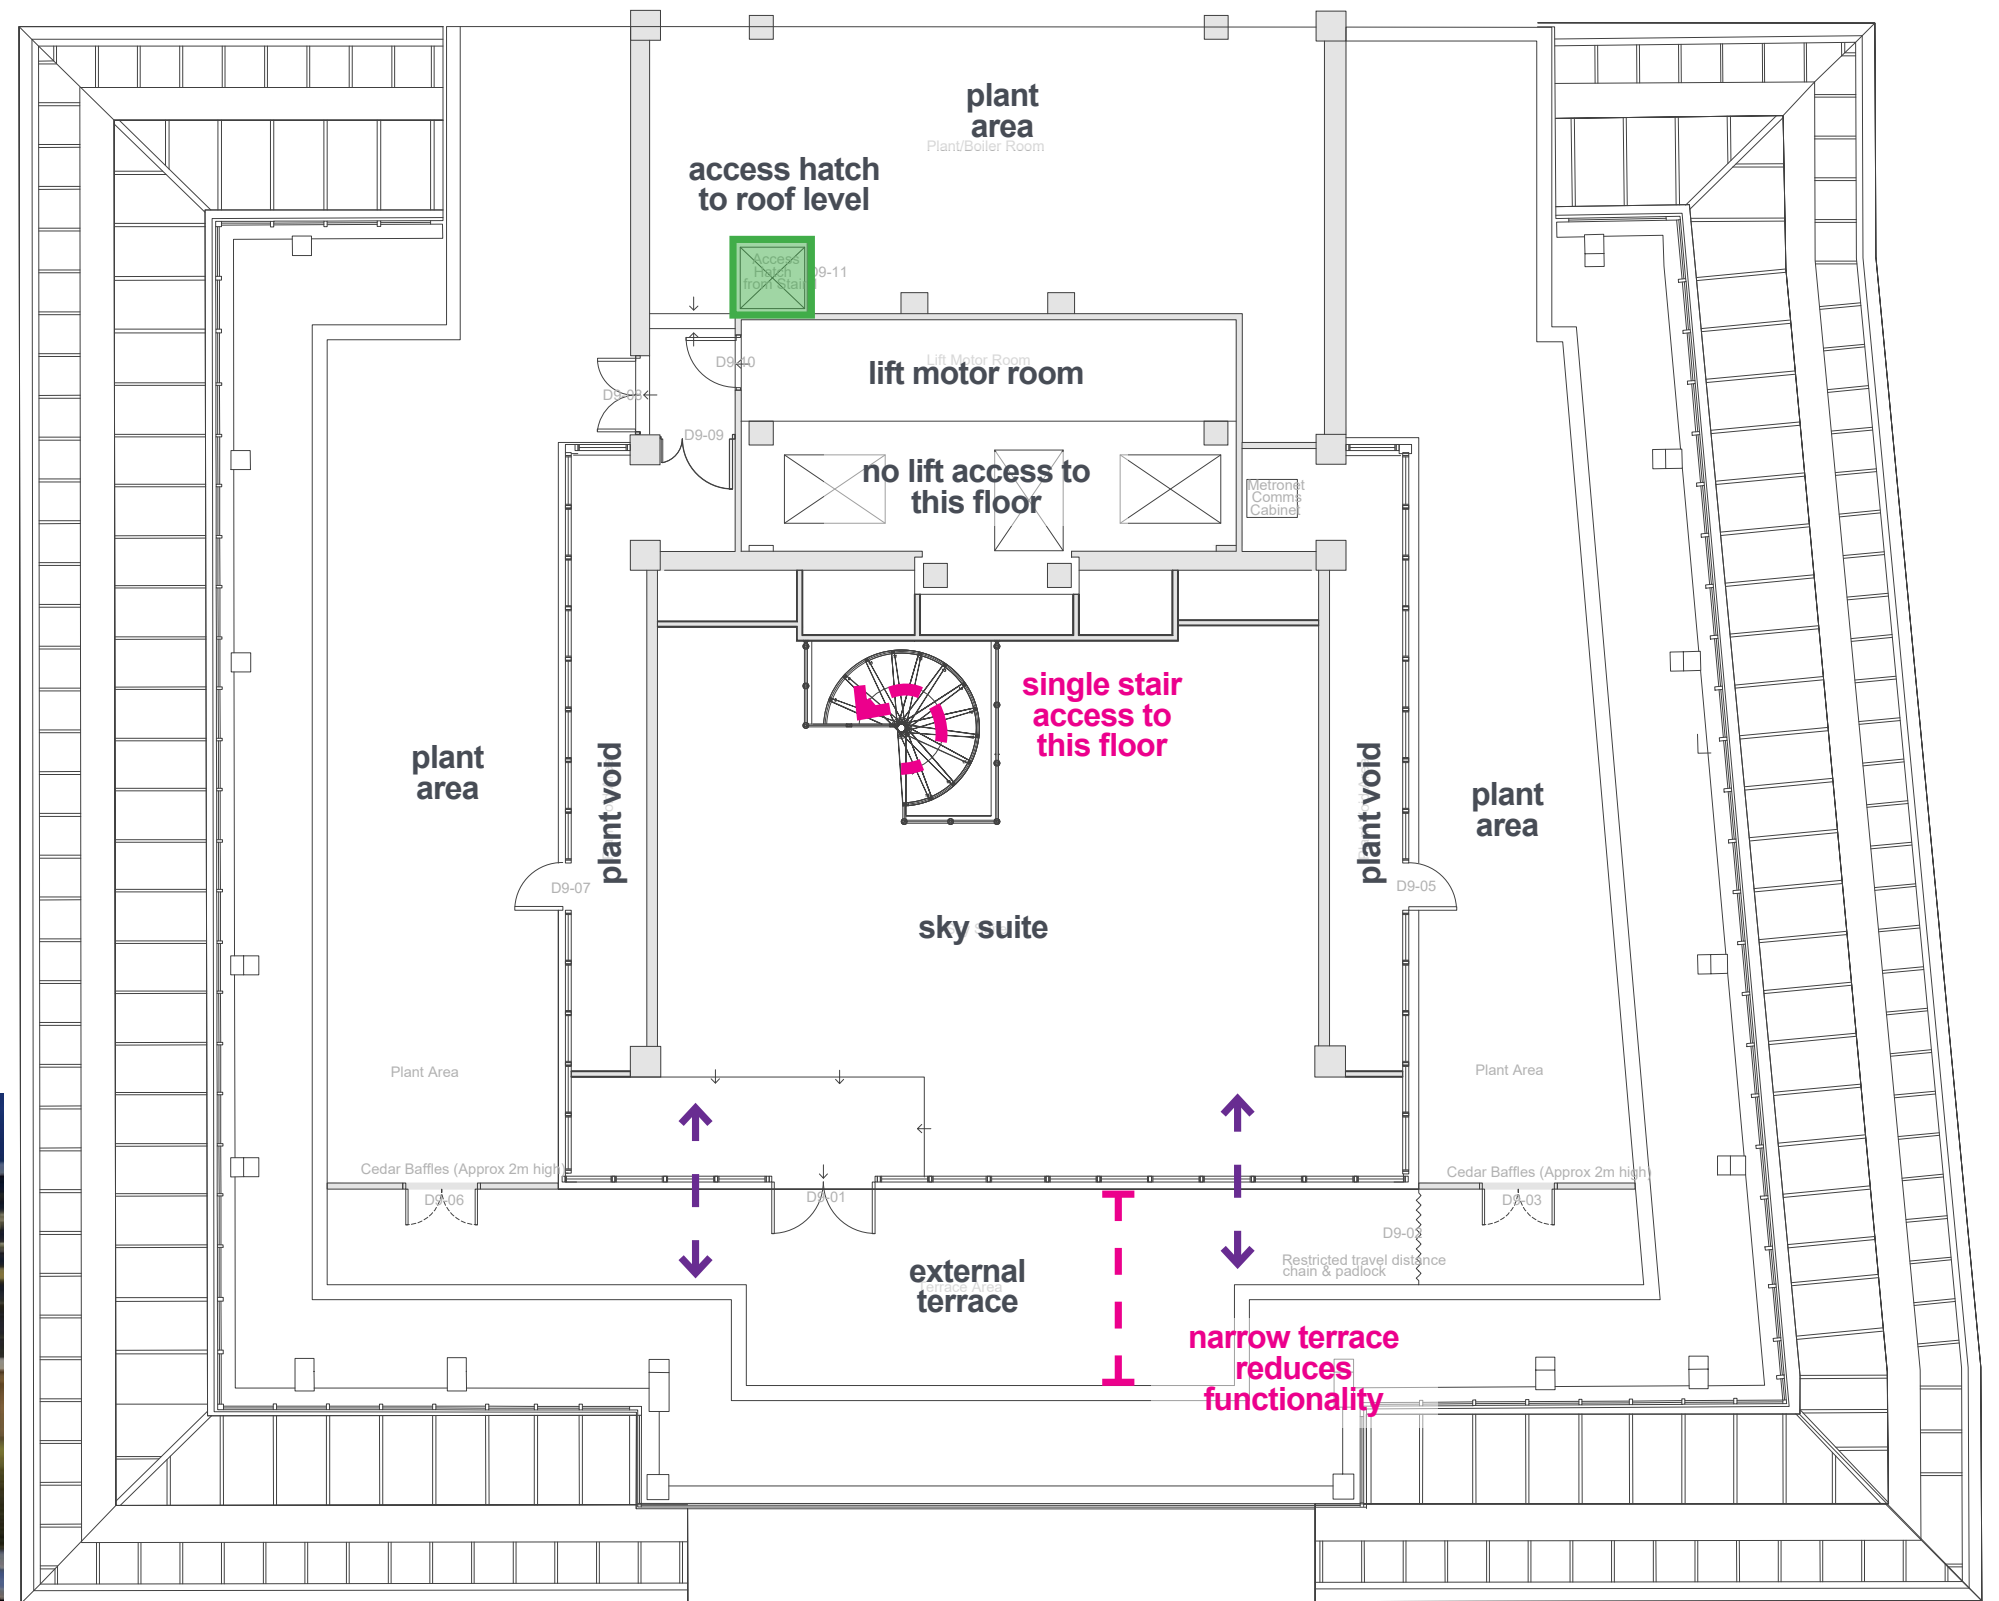 plant
area
Plant/Boiler Room
access hatch
to roof level
Access
Hatch
from Stair
D9-11
Lift Motor Room
lift motor room
D9-10
D9-08
D9-09
no lift access to
this floor
Metronet
Comms
Cabinet
single stair
access to
this floor
plant
area
plant void
plant void
plant
area
D9-07
D9-05
sky suite
Plant Area
Plant Area
Cedar Baffles (Approx 2m high)
Cedar Baffles (Approx 2m high)
D9-06
D9-01
D9-03
D9-02
Restricted travel distance
chain & padlock
external
terrace
Terrace Area
narrow terrace
reduces
functionality